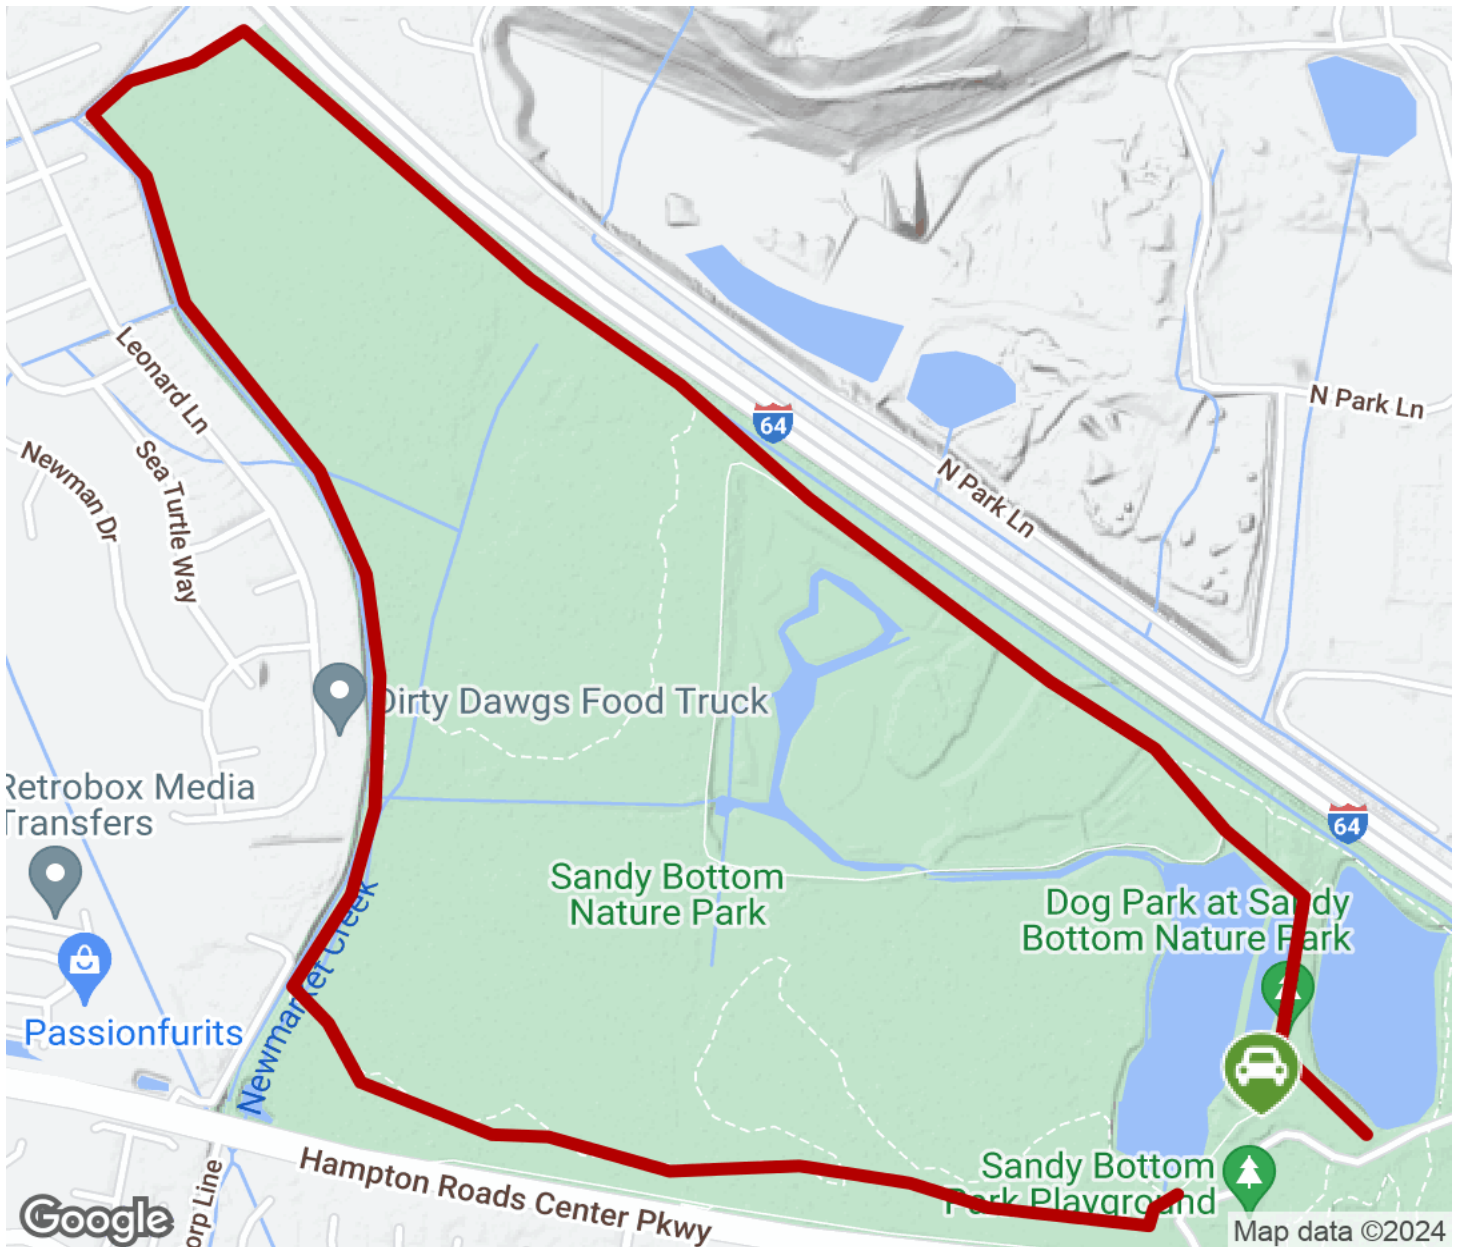 64
N Park Ln
N Park Ln
Leonard Ln
Sea Turtle Way
Newman Dr
Dirty Dawgs Food Truck
Retrobox Media
Transfers
Sandy Bottom
Nature Park
64
Dog Park at Sandy
Bottom Nature Park
Passionfurits
Newmarket Creek
Sandy Bottom
Park Playground
Hampton Roads Center Pkwy
orp Line
Google
Map data ©2024